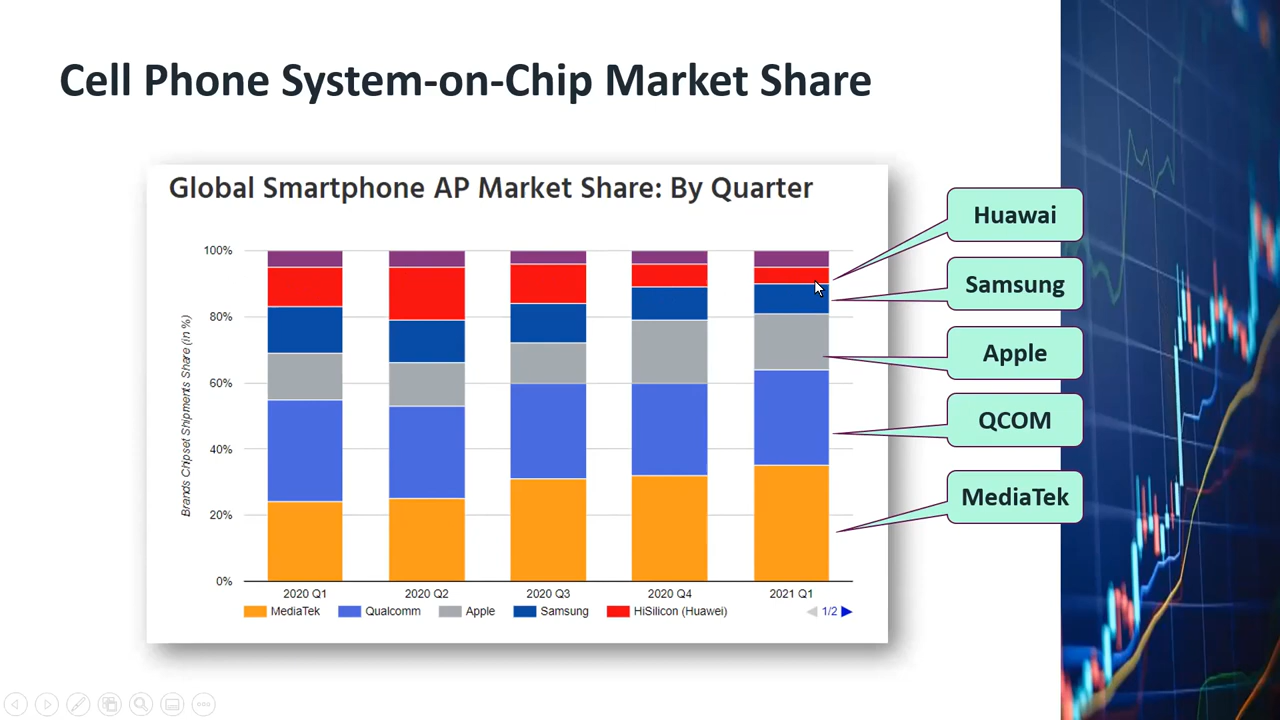 Cell Phone System-on-Chip Market Share
Global Smartphone AP Market Share: By Quarter
Brands Chipset Shipments Share (in %)
100%
80%
60%
40%
20%
0%
2020 Q1
2020 Q2
2020 Q3
2020 Q4
2021 Q1
MediaTek
Qualcomm
Apple
Samsung
HiSilicon (Huawei)
1/2
Huawai
Samsung
Apple
QCOM
MediaTek